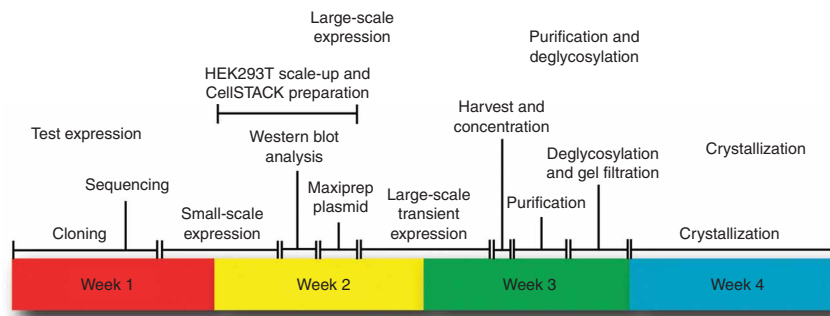 Large-scale
expression
Purification and
deglycosylation
HEK293T scale-up and
CellSTACK preparation
Harvest and
concentration
Test expression
Western blot
analysis
Deglycosylation
and gel filtration
Crystallization
Sequencing
Maxiprep
plasmid
Large-scale
transient
expression
Purification
Cloning
Small-scale
expression
Crystallization
Week 1
Week 2
Week 3
Week 4